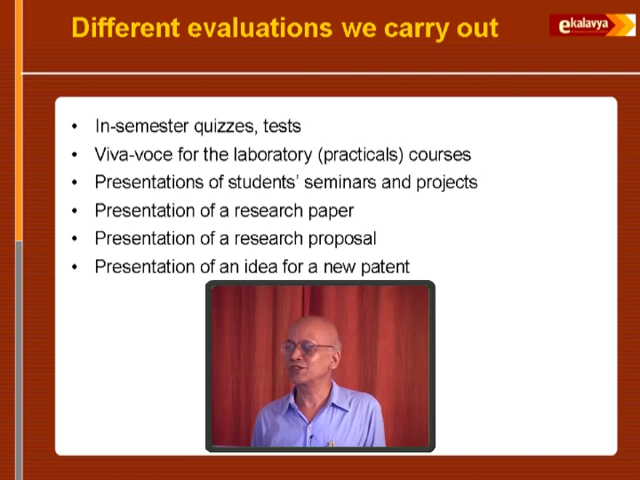 Different evaluations we carry out
ekalavya
• In-semester quizzes, tests
• Viva-voce for the laboratory (practicals) courses
• Presentations of students' seminars and projects
• Presentation of a research paper
• Presentation of a research proposal
• Presentation of an idea for a new patent